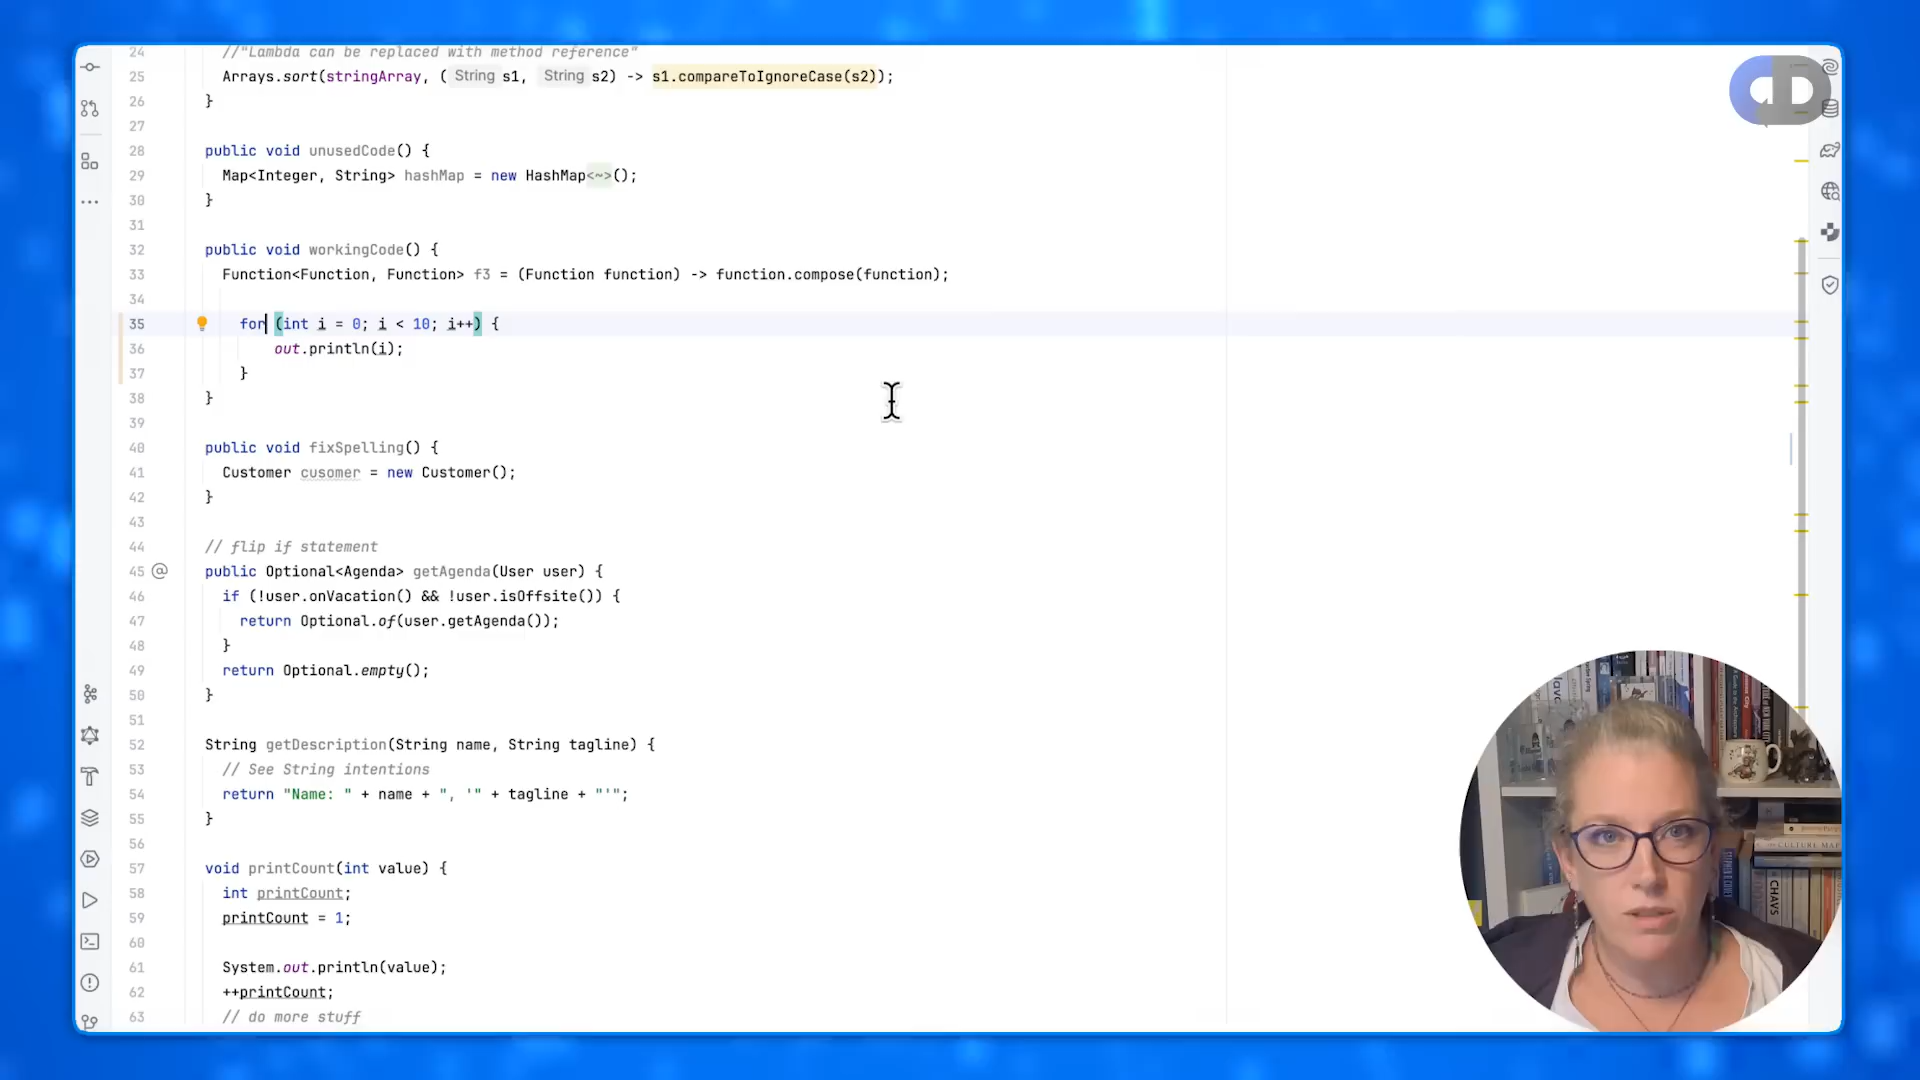 24 //"Lambda can be replaced with method reference"
25 Arrays.sort(stringArray, ( String s1, String s2) -> s1.compareToIgnoreCase(s2));
26 }
27
28 public void unusedCode() {
29 Map<Integer, String> hashMap = new HashMap<~>();
30 }
31
32 public void workingCode() {
33 Function<Function, Function> f3 = (Function function) -> function.compose(function);
34
35 for (int i = 0; i < 10; i++) {
36 out.println(i);
37 }
38 }
39
40 public void fixSpelling() {
41 Customer cusomer = new Customer();
42 }
43
44 // flip if statement
45 @ public Optional<Agenda> getAgenda(User user) {
46 if (!user.onVacation() && !user.isOffsite()) {
47 return Optional.of(user.getAgenda());
48 }
49 return Optional.empty();
50 }
51
52 String getDescription(String name, String tagline) {
53 // See String intentions
54 return "Name: " + name + ", '" + tagline + "'";
55 }
56
57 void printCount(int value) {
58 int printCount;
59 printCount = 1;
60
61 System.out.println(value);
62 ++printCount;
63 // do more stuff
CULTURE MAP
CHAVS